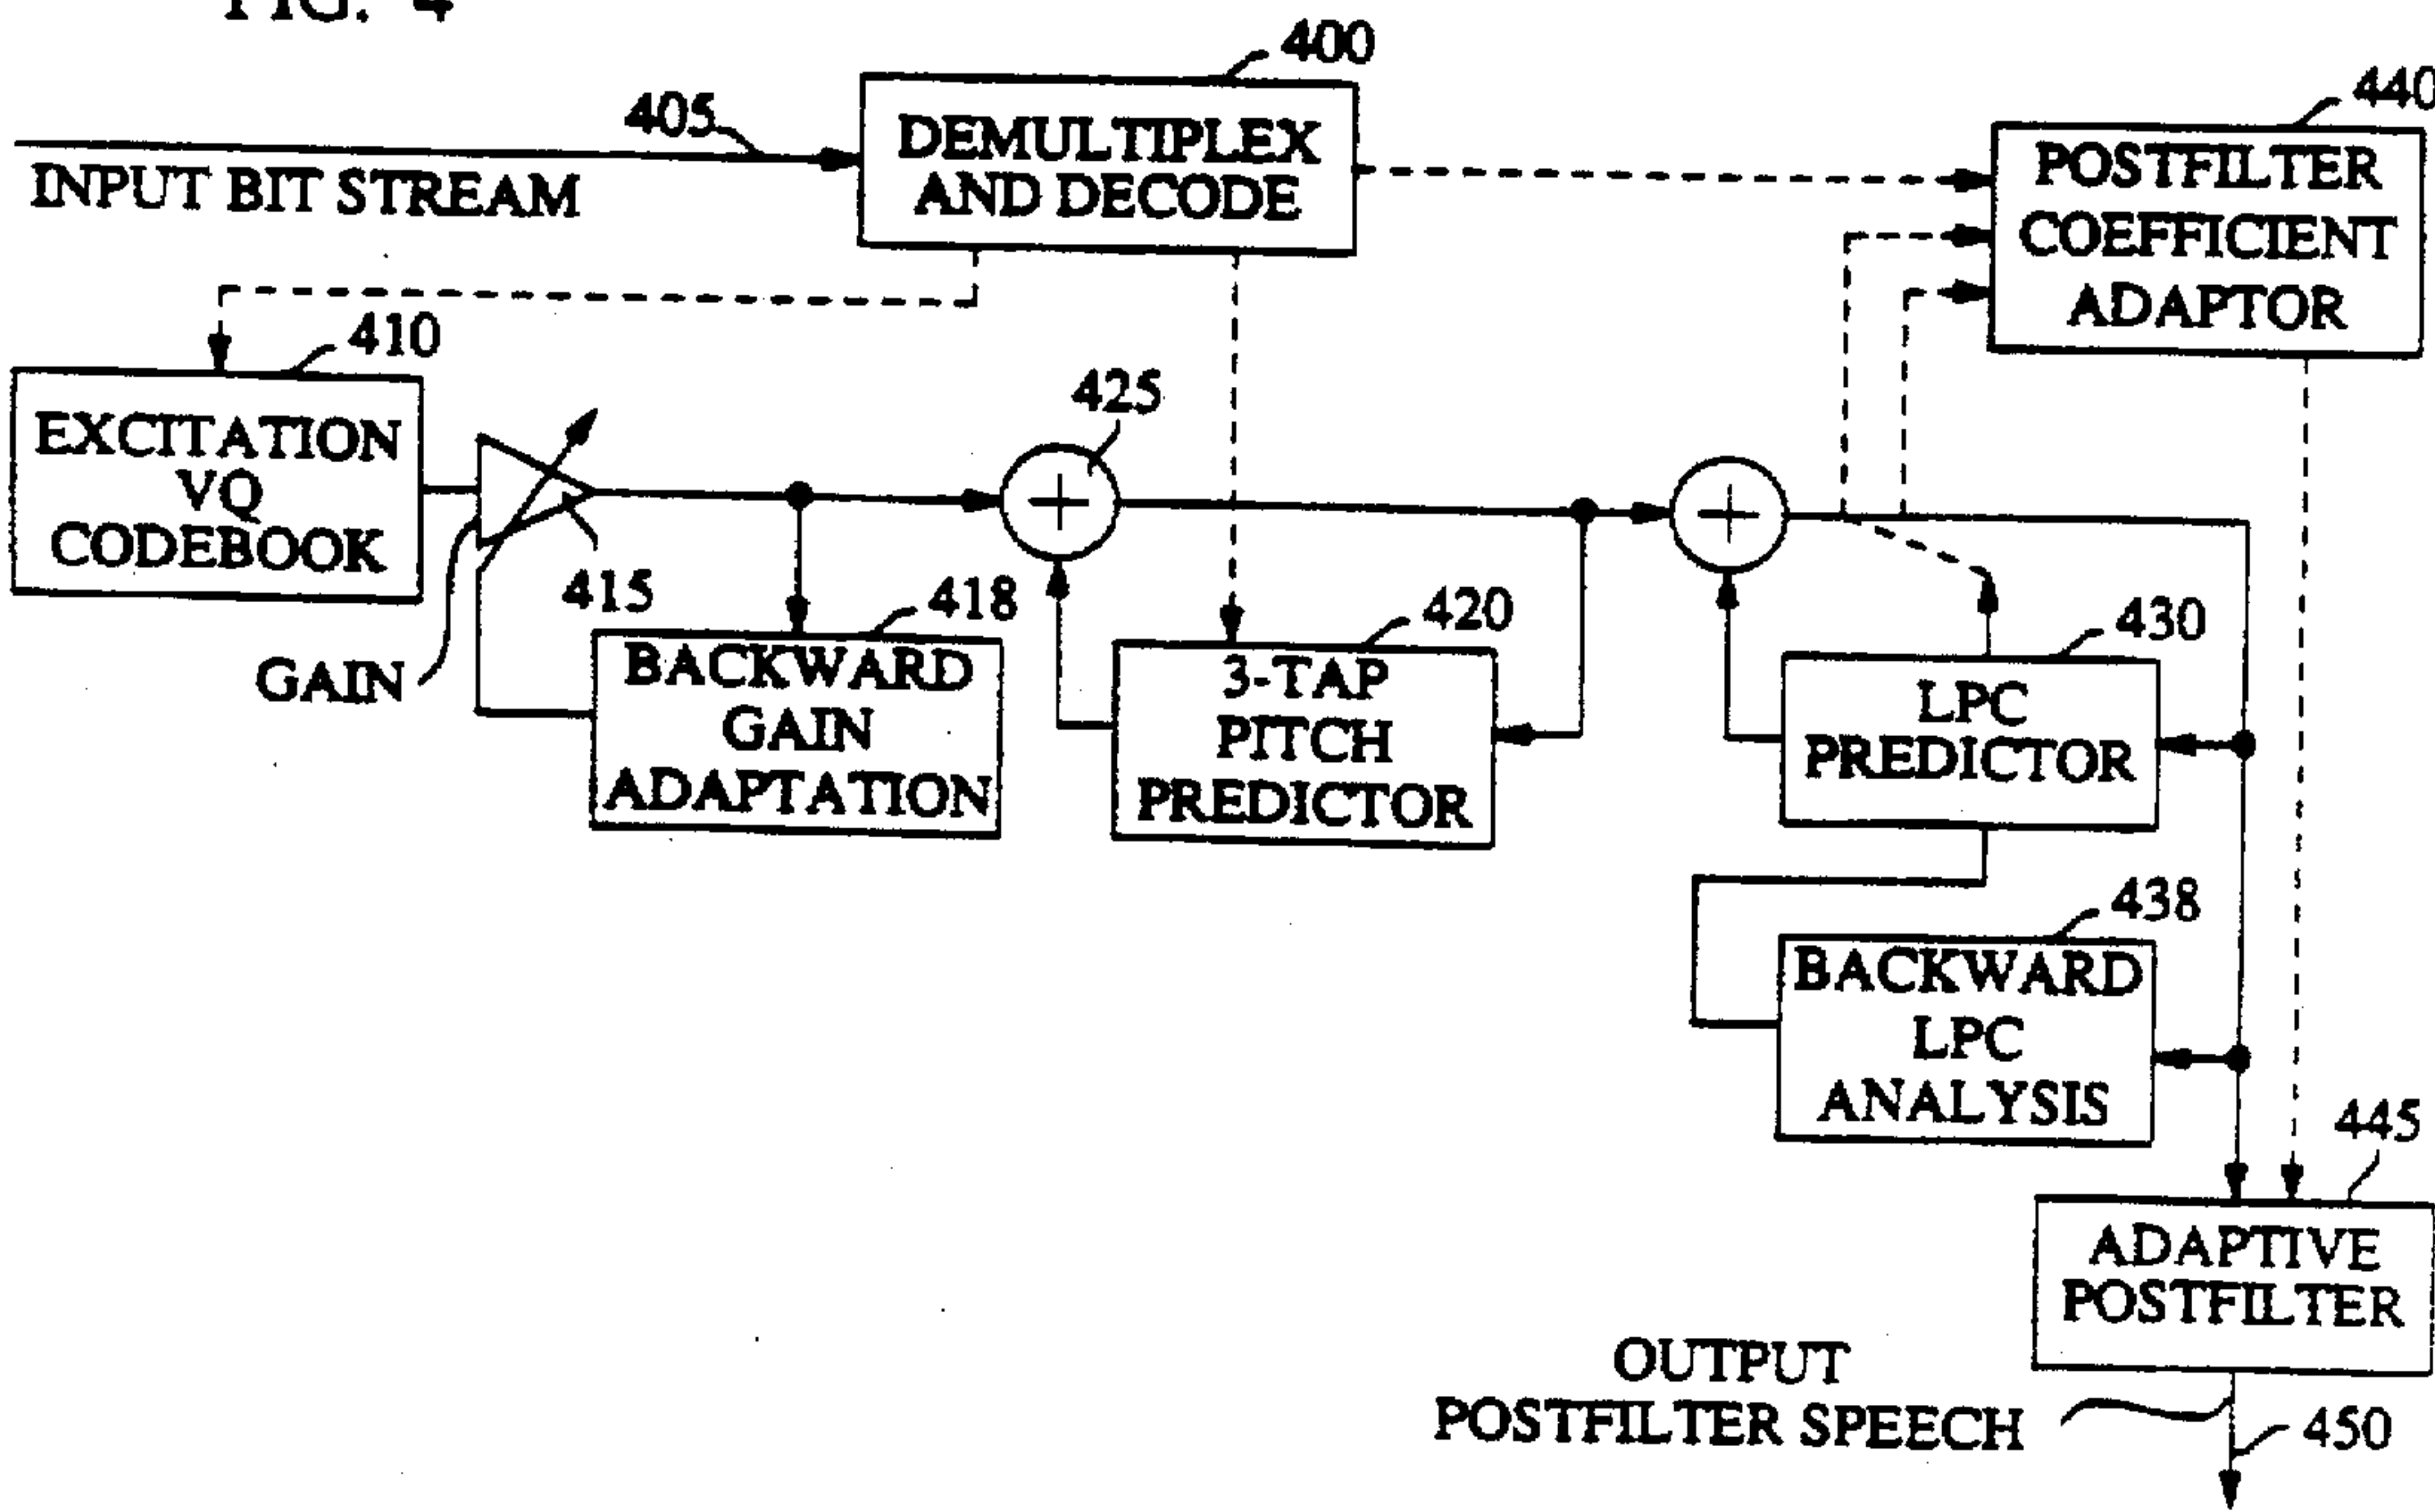 FIG. 4
400
405
440
DEMULTIPLEX
AND DECODE
INPUT BIT STREAM
POSTFILTER
COEFFICIENT
ADAPTOR
410
425
EXCITATION
VQ
CODEBOOK
415
418
420
430
GAIN
BACKWARD
GAIN
ADAPTATION
3-TAP
PITCH
PREDICTOR
LPC
PREDICTOR
438
BACKWARD
LPC
ANALYSIS
445
ADAPTIVE
POSTFILTER
OUTPUT
POSTFILTER SPEECH
450